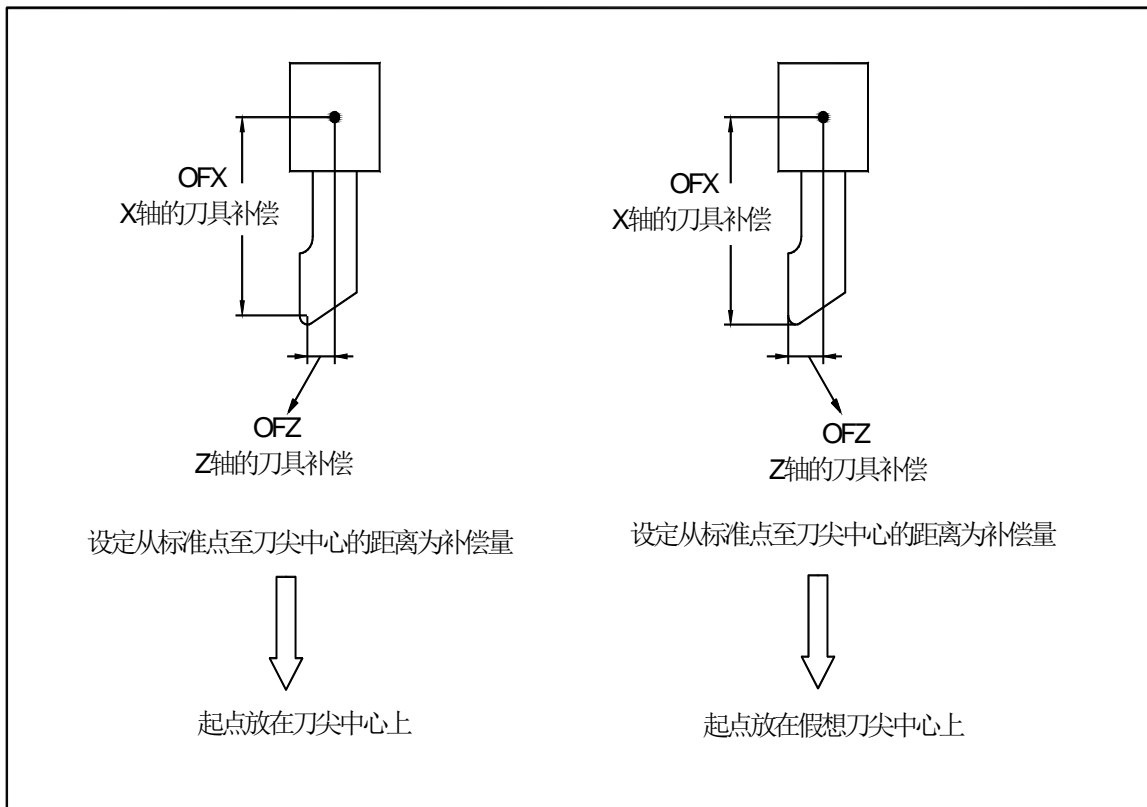 OFX
X轴的刀具补偿
OFZ
Z轴的刀具补偿
设定从标准点至刀尖中心的距离为补偿量
起点放在刀尖中心上
OFX
X轴的刀具补偿
OFZ
Z轴的刀具补偿
设定从标准点至刀尖中心的距离为补偿量
起点放在假想刀尖中心上